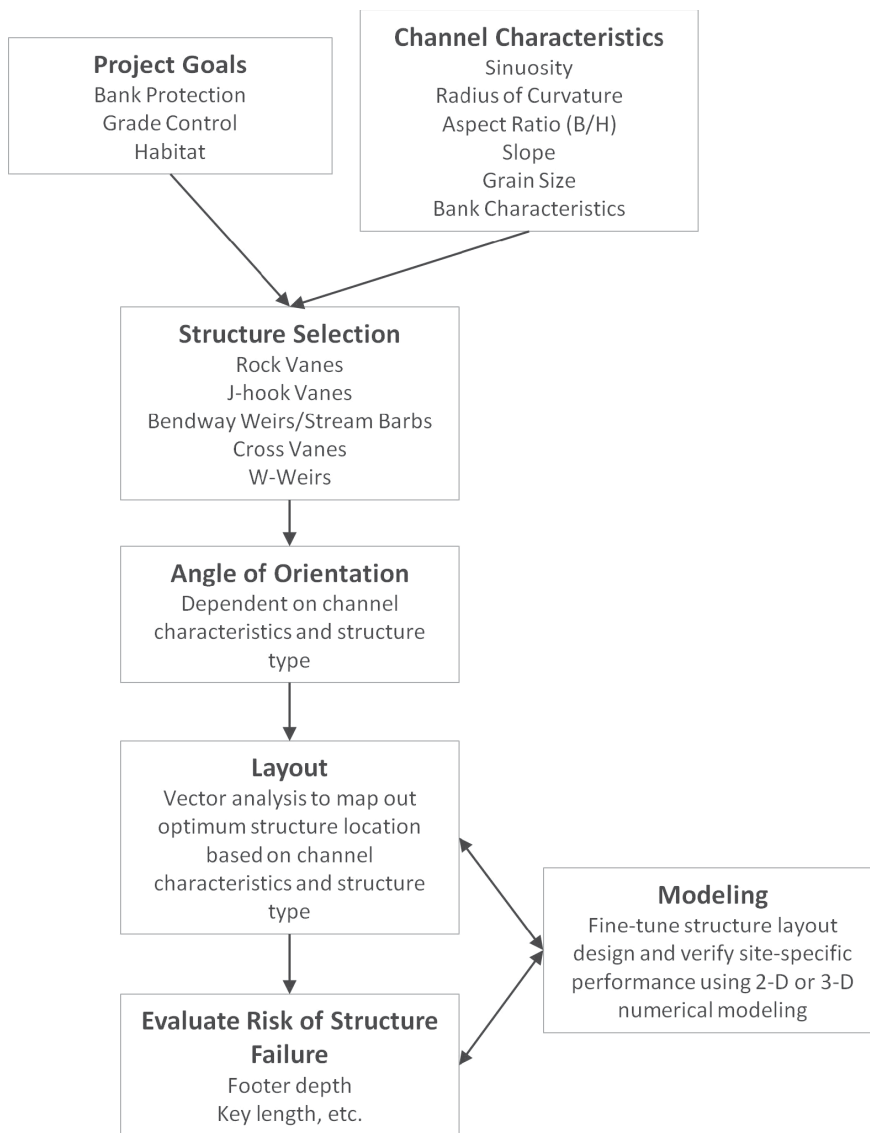 Project Goals
Bank Protection
Grade Control
Habitat
Channel Characteristics
Sinuosity
Radius of Curvature
Aspect Ratio (B/H)
Slope
Grain Size
Bank Characteristics
Structure Selection
Rock Vanes
J-hook Vanes
Bendway Weirs/Stream Barbs
Cross Vanes
W-Weirs
Angle of Orientation
Dependent on channel
characteristics and structure
type
Layout
Vector analysis to map out
optimum structure location
based on channel
characteristics and structure
type
Modeling
Fine-tune structure layout
design and verify site-specific
performance using 2-D or 3-D
numerical modeling
Evaluate Risk of Structure
Failure
Footer depth
Key length, etc.